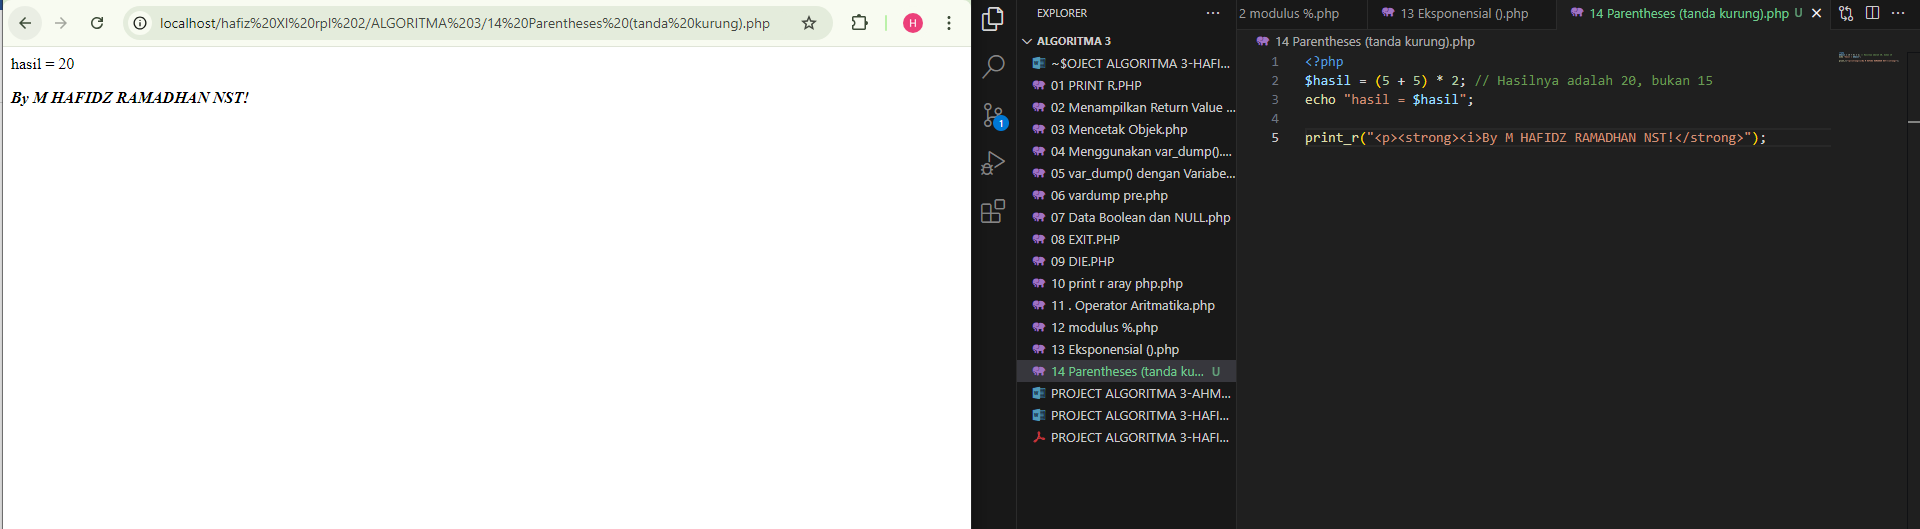 localhost/hafiz%20XI%20rpl%202/ALGORITMA%203/14%20Parentheses%20(tanda%20kurung).php
H
hasil = 20
By M HAFIDZ RAMADHAN NST!
1
EXPLORER
ALGORITMA 3
~$OJECT ALGORITMA 3-HAFI...
01 PRINT R.PHP
02 Menampilkan Return Value ...
03 Mencetak Objek.php
04 Menggunakan var_dump()....
05 var_dump() dengan Variabe...
06 vardump pre.php
07 Data Boolean dan NULL.php
08 EXIT.PHP
09 DIE.PHP
10 print r aray php.php
11 . Operator Aritmatika.php
12 modulus %.php
13 Eksponensial ().php
14 Parentheses (tanda ku... U
PROJECT ALGORITMA 3-AHM...
PROJECT ALGORITMA 3-HAFI...
PROJECT ALGORITMA 3-HAFI...
2 modulus %.php
13 Eksponensial ().php
14 Parentheses (tanda kurung).php U
14 Parentheses (tanda kurung).php
1 <?php
2 $hasil = (5 + 5) * 2; // Hasilnya adalah 20, bukan 15
3 echo "hasil = $hasil";
4
5 print_r("<p><strong><i>By M HAFIDZ RAMADHAN NST!</strong>");